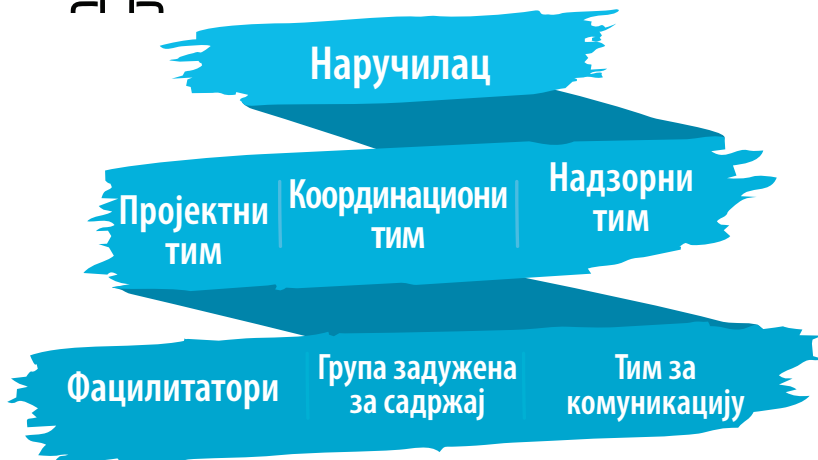 Наручилац
Пројектни
тим
Координациони
тим
Надзорни
тим
Фацилитатори
Група задужена
за садржај
Тим за
комуникацију